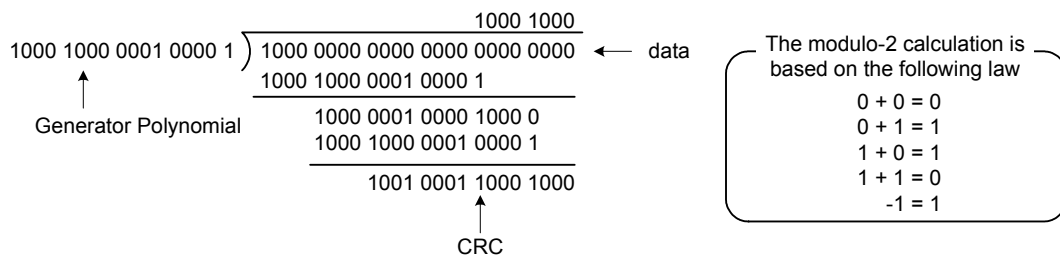 1000 1000
1000 1000 0001 0000 1
1000 0000 0000 0000 0000 0000
data
1000 1000 0001 0000 1
Generator Polynomial
1000 0001 0000 1000 0
1000 1000 0001 0000 1
1001 0001 1000 1000
CRC
The modulo-2 calculation is
based on the following law
0 + 0 = 0
0 + 1 = 1
1 + 0 = 1
1 + 1 = 0
-1 = 1